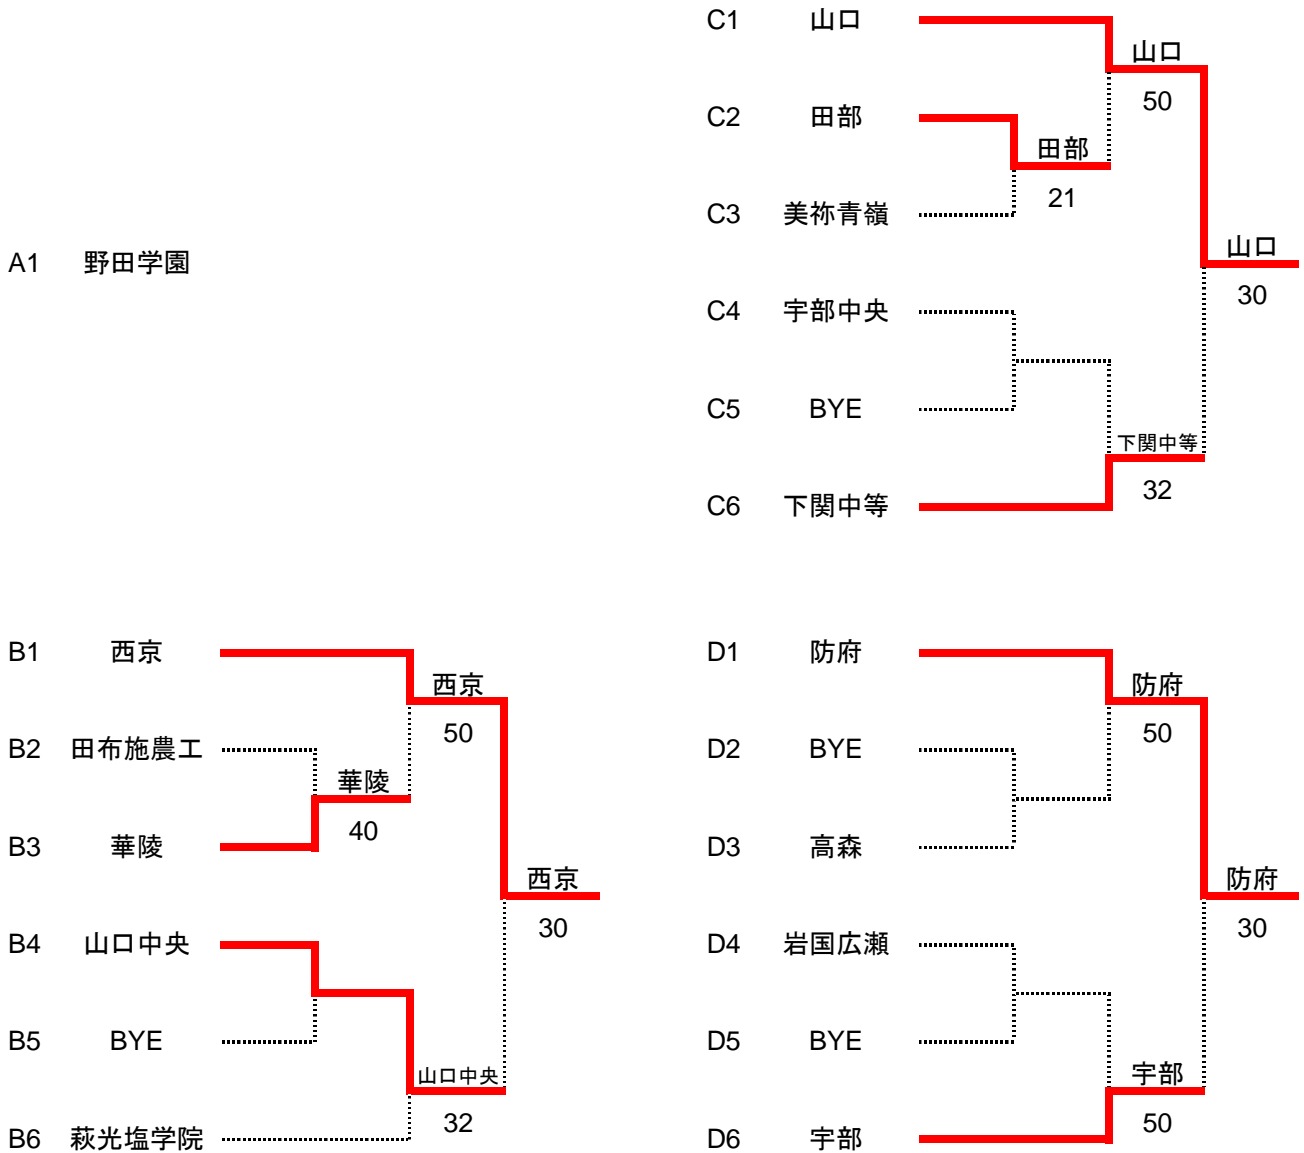 A1 野田学園
C1 山口
山口
50
C2 田部
田部
21
C3 美祢青嶺
山口
30
C4 宇部中央
C5 BYE
下関中等
32
C6 下関中等
B1 西京
西京
50
B2 田布施農工
華陵
40
B3 華陵
西京
30
B4 山口中央
B5 BYE
山口中央
32
B6 萩光塩学院
D1 防府
防府
50
D2 BYE
D3 高森
防府
30
D4 岩国広瀬
D5 BYE
宇部
50
D6 宇部